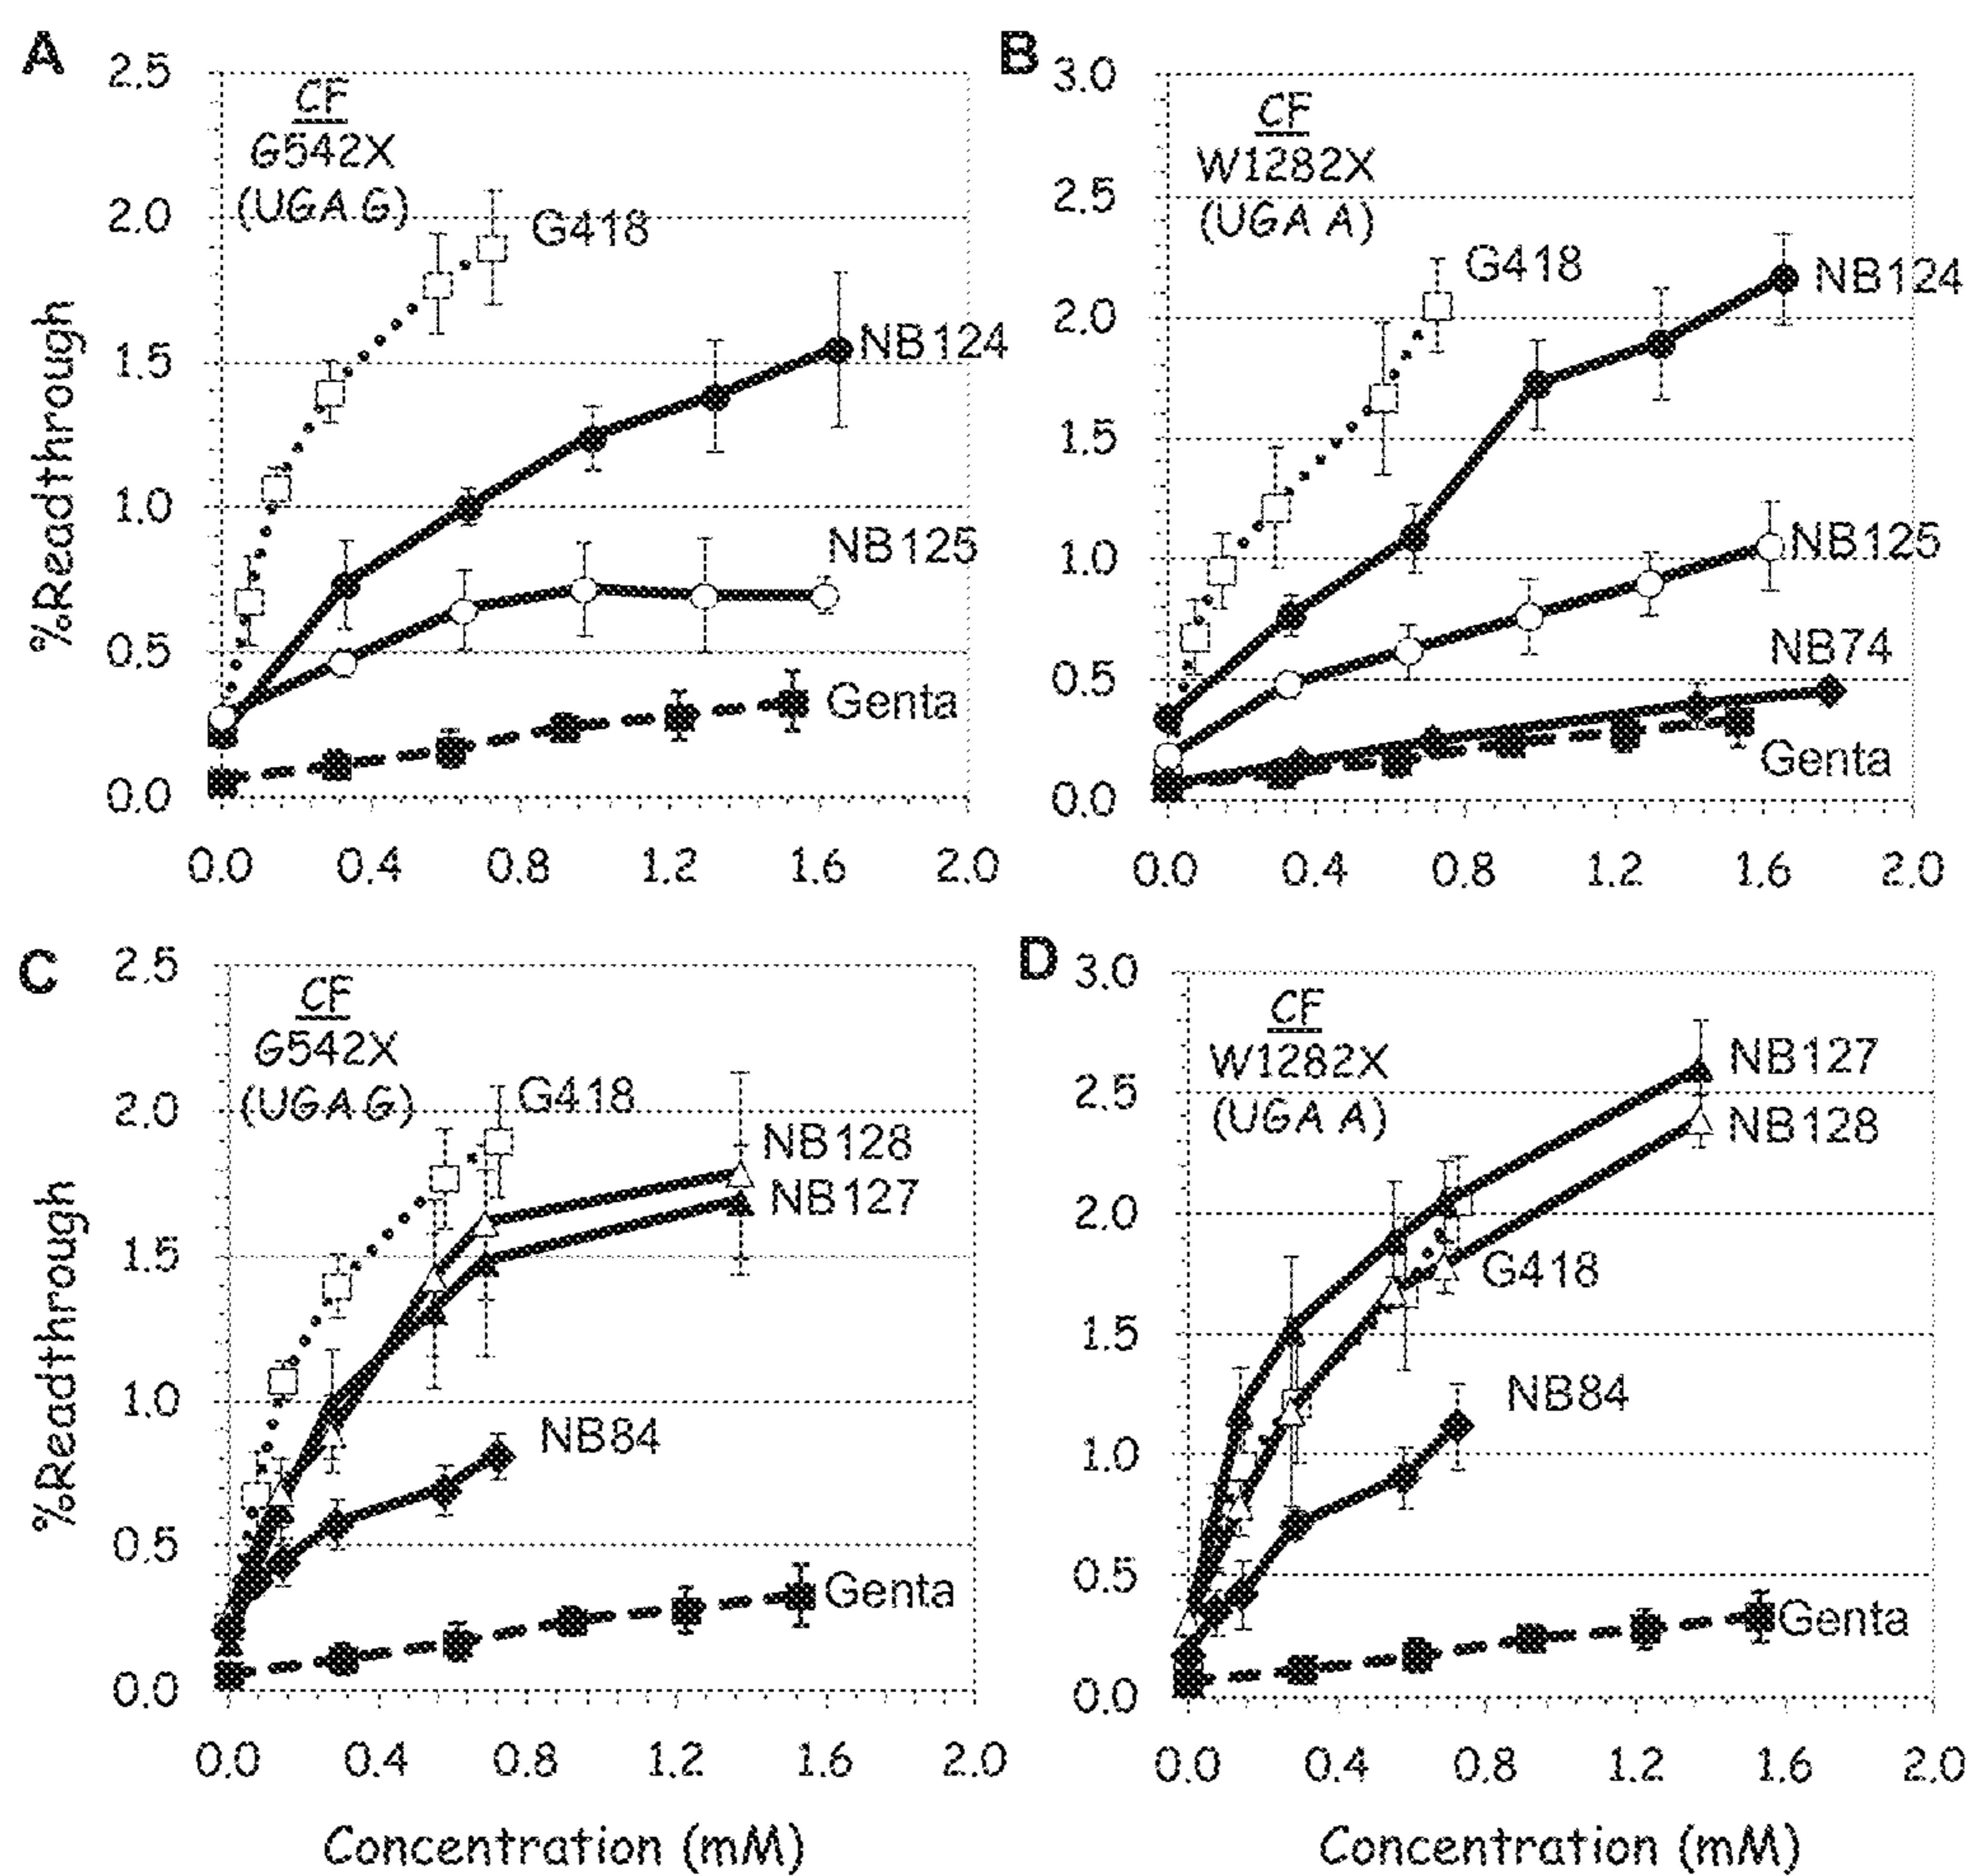 A
2.5
2.0
1.5
1.0
0.5
0.0
%Readthrough
CF
G542X
(UGA G)
G418
NB124
NB125
Genta
0.0 0.4 0.8 1.2 1.6 2.0
B
3.0
2.5
2.0
1.5
1.0
0.5
0.0
CF
W1282X
(UGA A)
G418
NB124
NB125
NB74
Genta
0.0 0.4 0.8 1.2 1.6 2.0
C
2.5
2.0
1.5
1.0
0.5
0.0
%Readthrough
CF
G542X
(UGA G)
G418
NB128
NB127
NB84
Genta
0.0 0.4 0.8 1.2 1.6 2.0
Concentration (mM)
D
3.0
2.5
2.0
1.5
1.0
0.5
0.0
CF
W1282X
(UGA A)
NB127
NB128
G418
NB84
Genta
0.0 0.4 0.8 1.2 1.6 2.0
Concentration (mM)